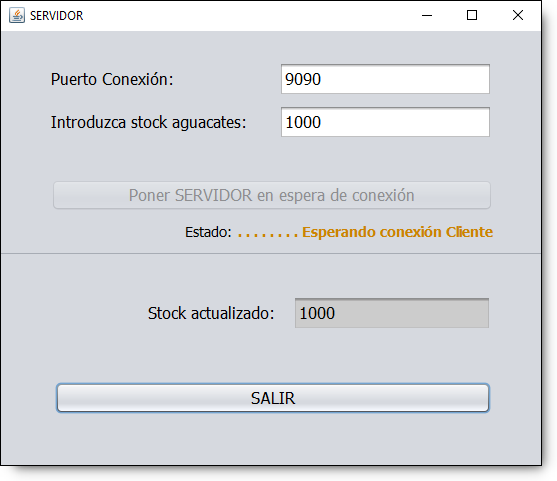 SERVIDOR
Puerto Conexión: 9090
Introduzca stock aguacates: 1000
Poner SERVIDOR en espera de conexión
Estado: ........Esperando conexión Cliente
Stock actualizado: 1000
SALIR